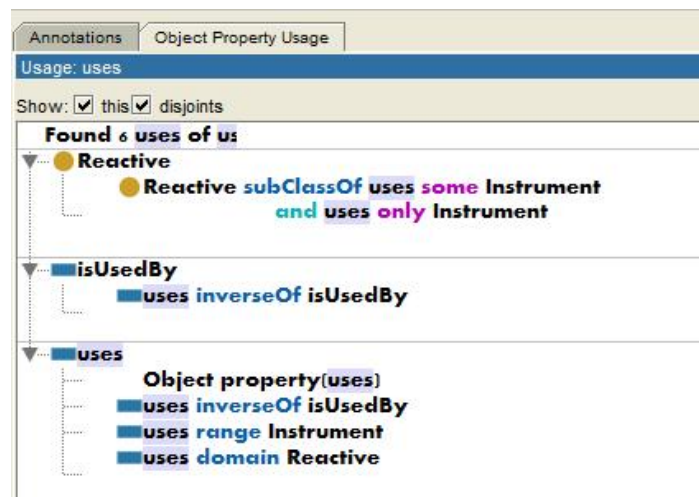 Annotations Object Property Usage
Usage: uses
Show: this disjoints
Found 6 uses of us
Reactive
Reactive subClassOf uses some Instrument
and uses only Instrument
isUsedBy
uses inverseOf isUsedBy
uses
Object property(uses)
uses inverseOf isUsedBy
uses range Instrument
uses domain Reactive